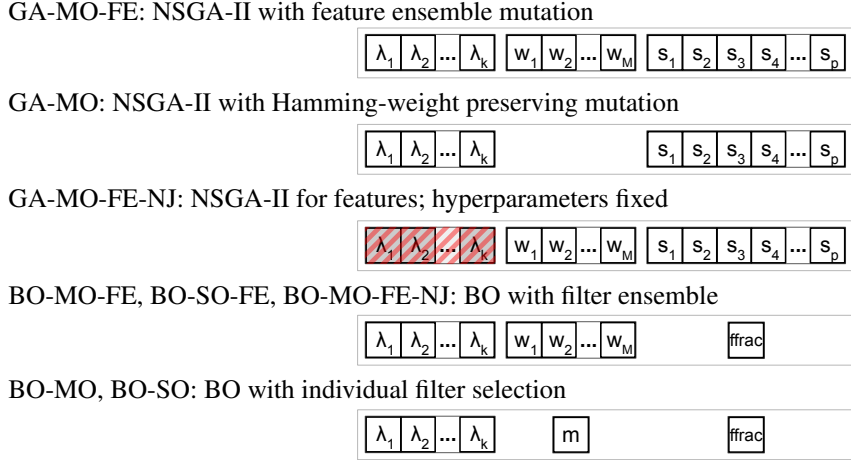 GA-MO-FE: NSGA-II with feature ensemble mutation
λ₁ λ₂ ... λₖ w₁ w₂ ... w_M s₁ s₂ s₃ s₄ ... sₚ
GA-MO: NSGA-II with Hamming-weight preserving mutation
λ₁ λ₂ ... λₖ s₁ s₂ s₃ s₄ ... sₚ
GA-MO-FE-NJ: NSGA-II for features; hyperparameters fixed
λ₁ λ₂ ... λₖ w₁ w₂ ... w_M s₁ s₂ s₃ s₄ ... sₚ
BO-MO-FE, BO-SO-FE, BO-MO-FE-NJ: BO with filter ensemble
λ₁ λ₂ ... λₖ w₁ w₂ ... w_M ffrac
BO-MO, BO-SO: BO with individual filter selection
λ₁ λ₂ ... λₖ m ffrac